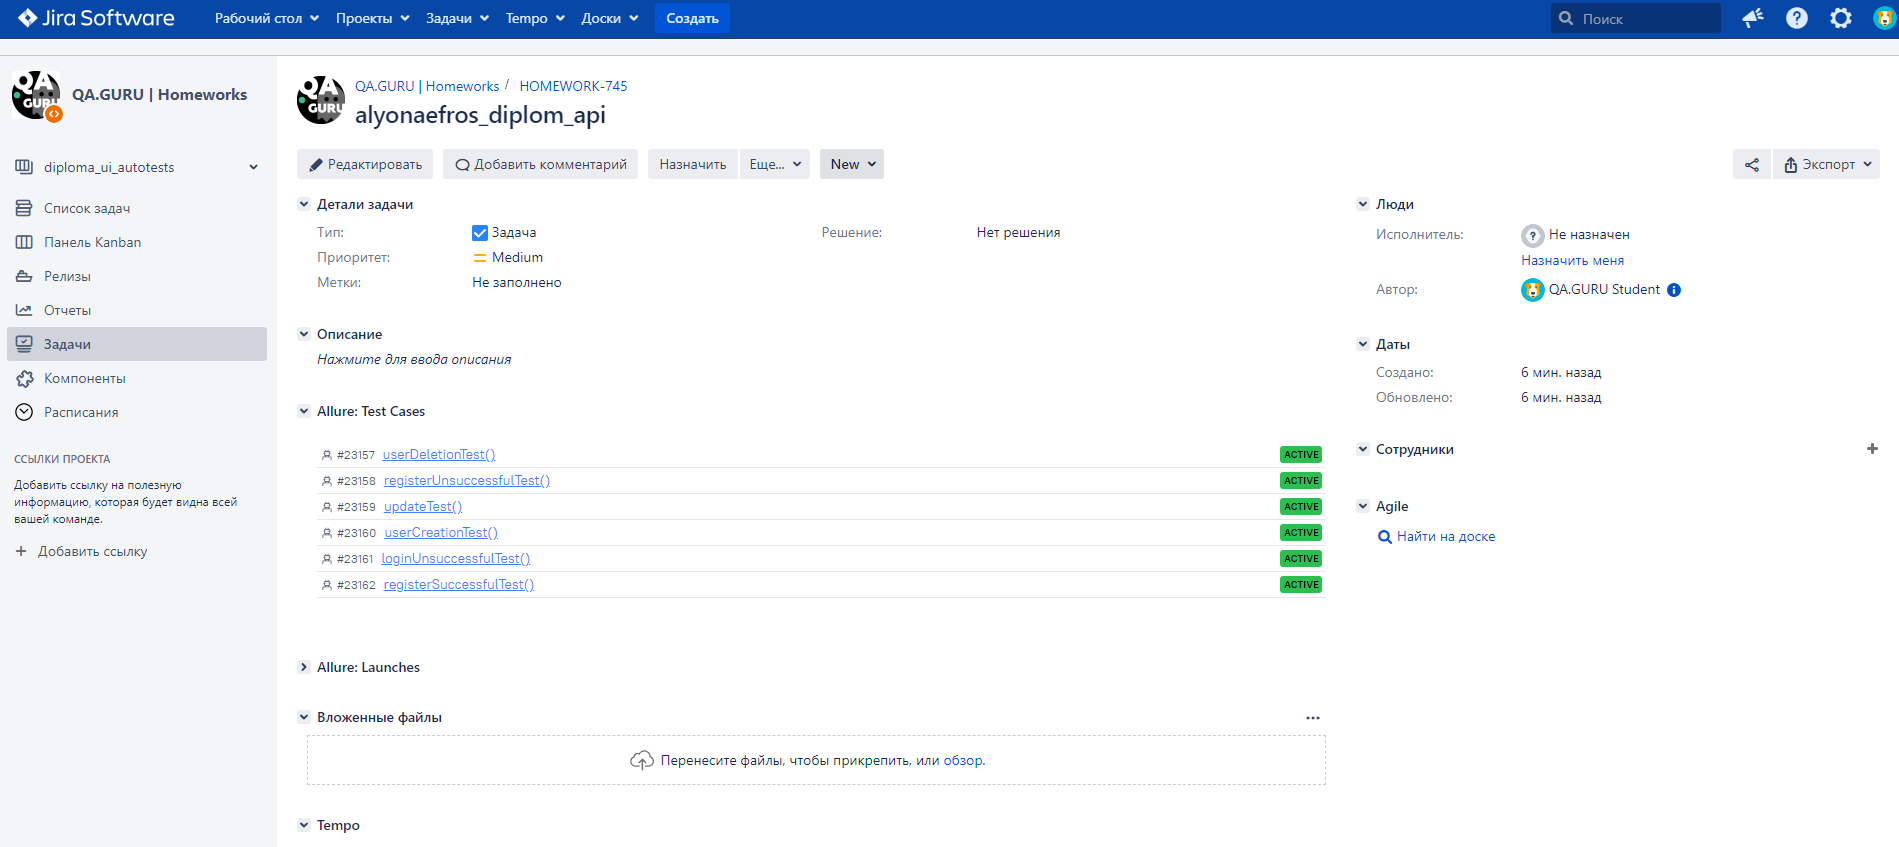 Jira Software
Рабочий стол Проекты Задачи Tempo Доски Создать Поиск
QA GURU
QA.GURU | Homeworks
diploma_ui_autotests
Список задач
Панель Kanban
Релизы
Отчеты
Задачи
Компоненты
Расписания
ССЫЛКИ ПРОЕКТА
Добавить ссылку на полезную
информацию, которая будет видна всей
вашей команде.
+ Добавить ссылку
QA GURU
QA.GURU | Homeworks / HOMEWORK-745
alyonaefros_diplom_api
Редактировать Добавить комментарий Назначить Еще... New Экспорт
Детали задачи
Тип: Задача Решение: Нет решения
Приоритет: Medium
Метки: Не заполнено
Описание
Нажмите для ввода описания
Allure: Test Cases
#23157 userDeletionTest() ACTIVE
#23158 registerUnsuccessfulTest() ACTIVE
#23159 updateTest() ACTIVE
#23160 userCreationTest() ACTIVE
#23161 loginUnsuccessfulTest() ACTIVE
#23162 registerSuccessfulTest() ACTIVE
Allure: Launches
Вложенные файлы
Перенесите файлы, чтобы прикрепить, или обзор.
Tempo
Люди
Исполнитель: Не назначен
Назначить меня
Автор: QA.GURU Student
Даты
Создано: 6 мин. назад
Обновлено: 6 мин. назад
Сотрудники
Agile
Найти на доске